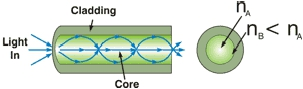 Cladding
Light
In
Core
nA
nB < nA